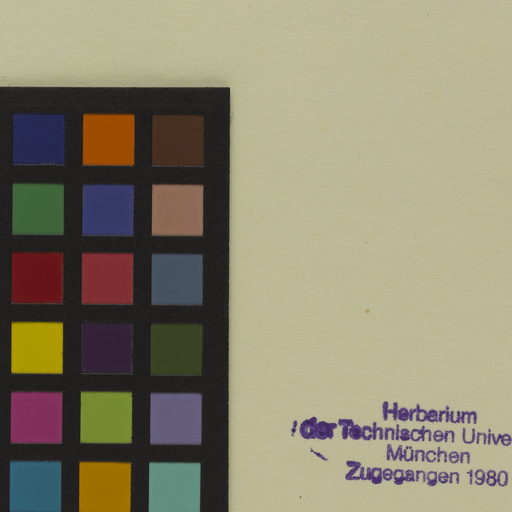 Herbarium
der Technischen Unive
München
Zugegangen 1980